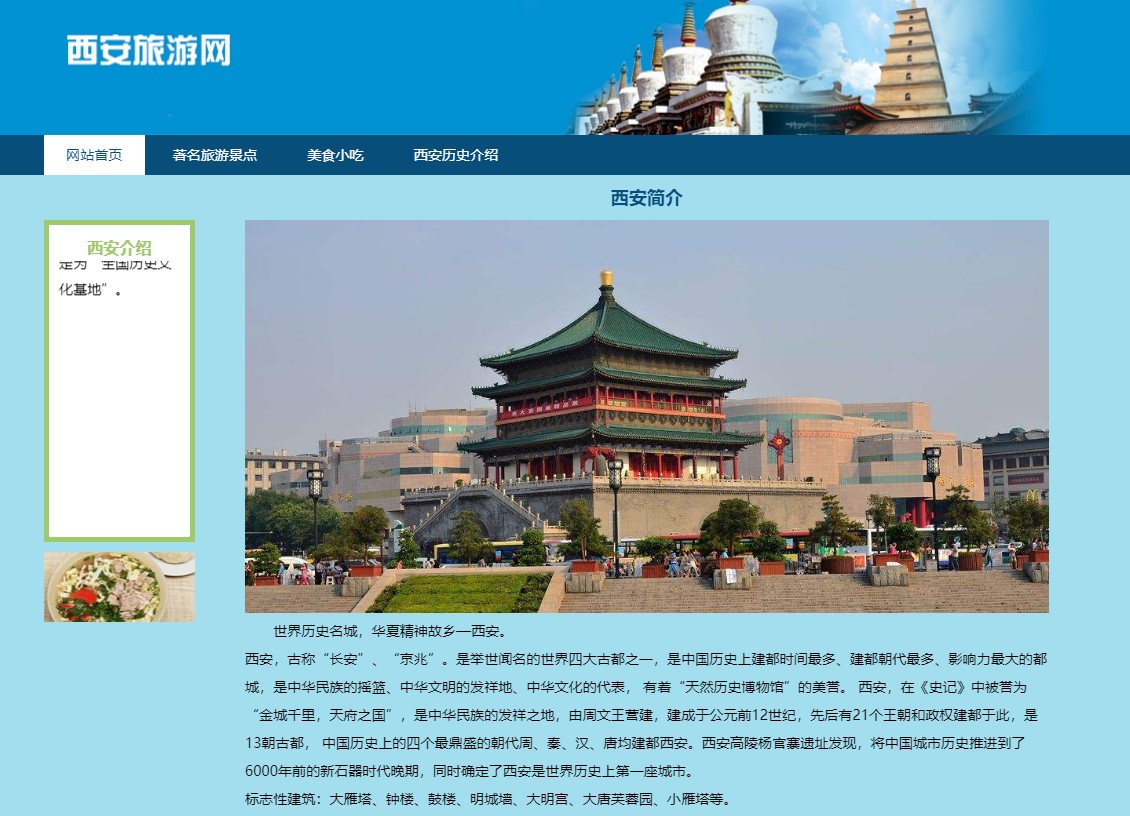 西安旅游网
网站首页 著名旅游景点 美食小吃 西安历史介绍
西安简介
西安介绍
是为“全国历史文
化基地”。
世界历史名城，华夏精神故乡—西安。
西安，古称“长安”、“京兆”。是举世闻名的世界四大古都之一，是中国历史上建都时间最多、建都朝代最多、影响力最大的都
城，是中华民族的摇篮、中华文明的发祥地、中华文化的代表， 有着“天然历史博物馆”的美誉。 西安，在《史记》中被誉为
“金城千里，天府之国”，是中华民族的发祥之地，由周文王营建，建成于公元前12世纪，先后有21个王朝和政权建都于此，是
13朝古都， 中国历史上的四个最鼎盛的朝代周、秦、汉、唐均建都西安。西安高陵杨官寨遗址发现，将中国城市历史推进到了
6000年前的新石器时代晚期，同时确定了西安是世界历史上第一座城市。
标志性建筑：大雁塔、钟楼、鼓楼、明城墙、大明宫、大唐芙蓉园、小雁塔等。